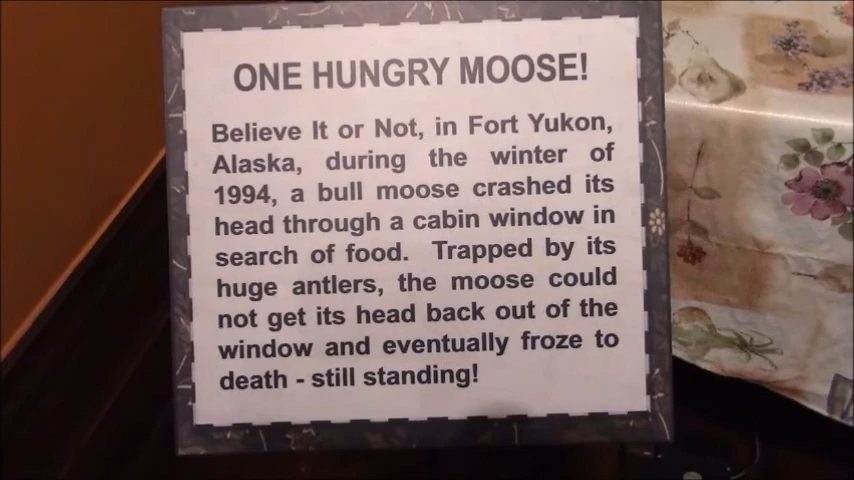 ONE HUNGRY MOOSE!
Believe It or Not, in Fort Yukon,
Alaska, during the winter of
1994, a bull moose crashed its
head through a cabin window in
search of food. Trapped by its
huge antlers, the moose could
not get its head back out of the
window and eventually froze to
death - still standing!